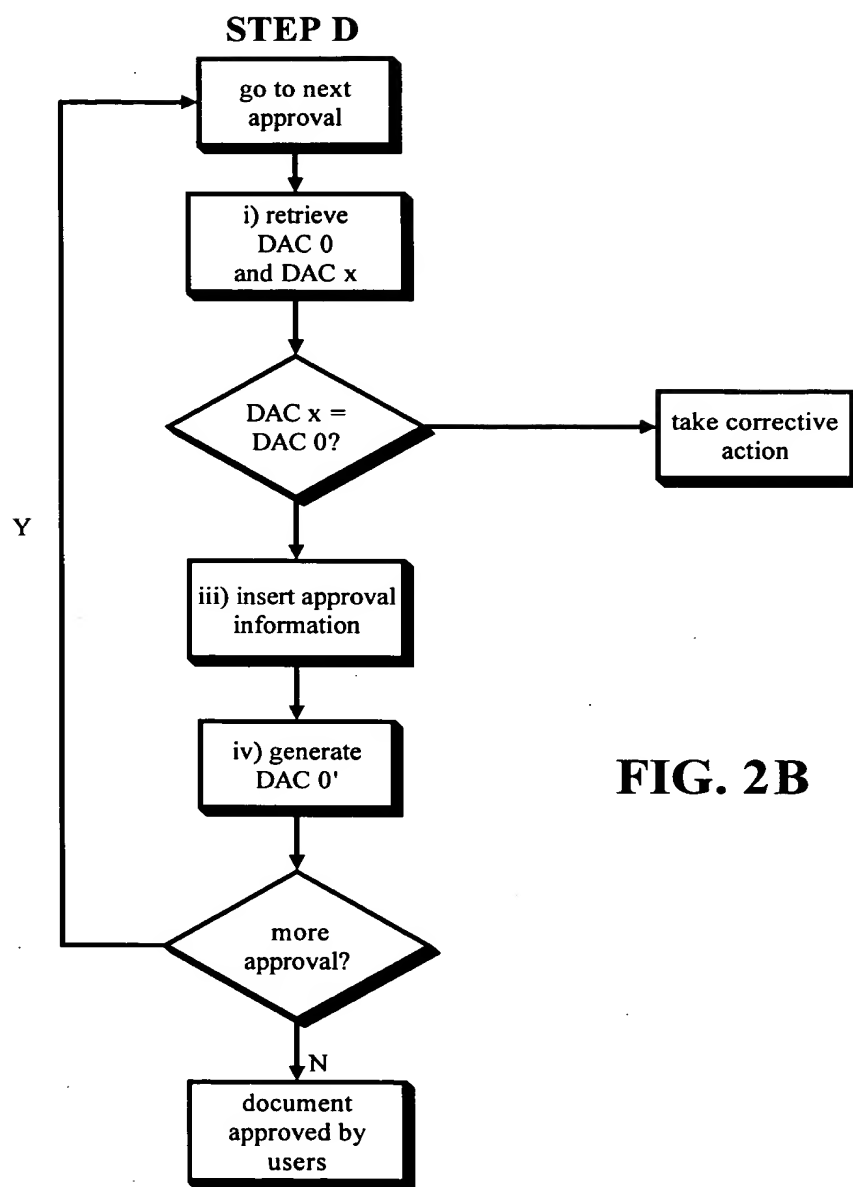 STEP D
go to next
approval
i) retrieve
DAC 0
and DAC x
DAC x =
DAC 0?
take corrective
action
Y
iii) insert approval
information
iv) generate
DAC 0'
FIG. 2B
more
approval?
N
document
approved by
users